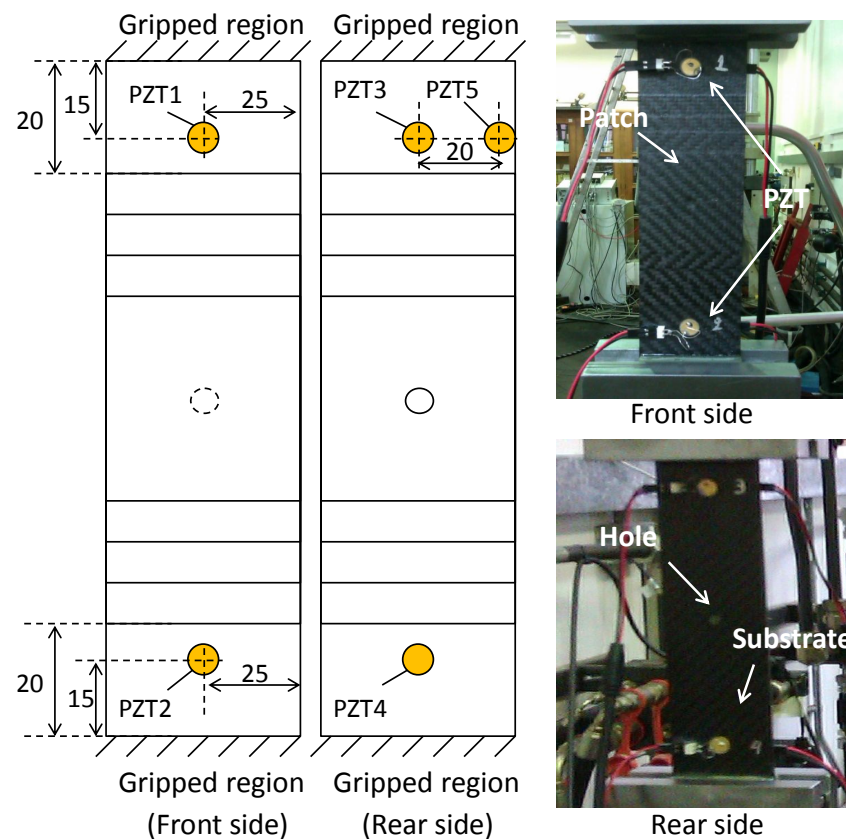 Gripped region Gripped region
PZT1 25 PZT3 PZT5
15
20
20
25
20
15
PZT2 PZT4
Gripped region Gripped region
(Front side) (Rear side)
1
Patch
PZT
2
Front side
3
Hole
Substrate
4
Rear side